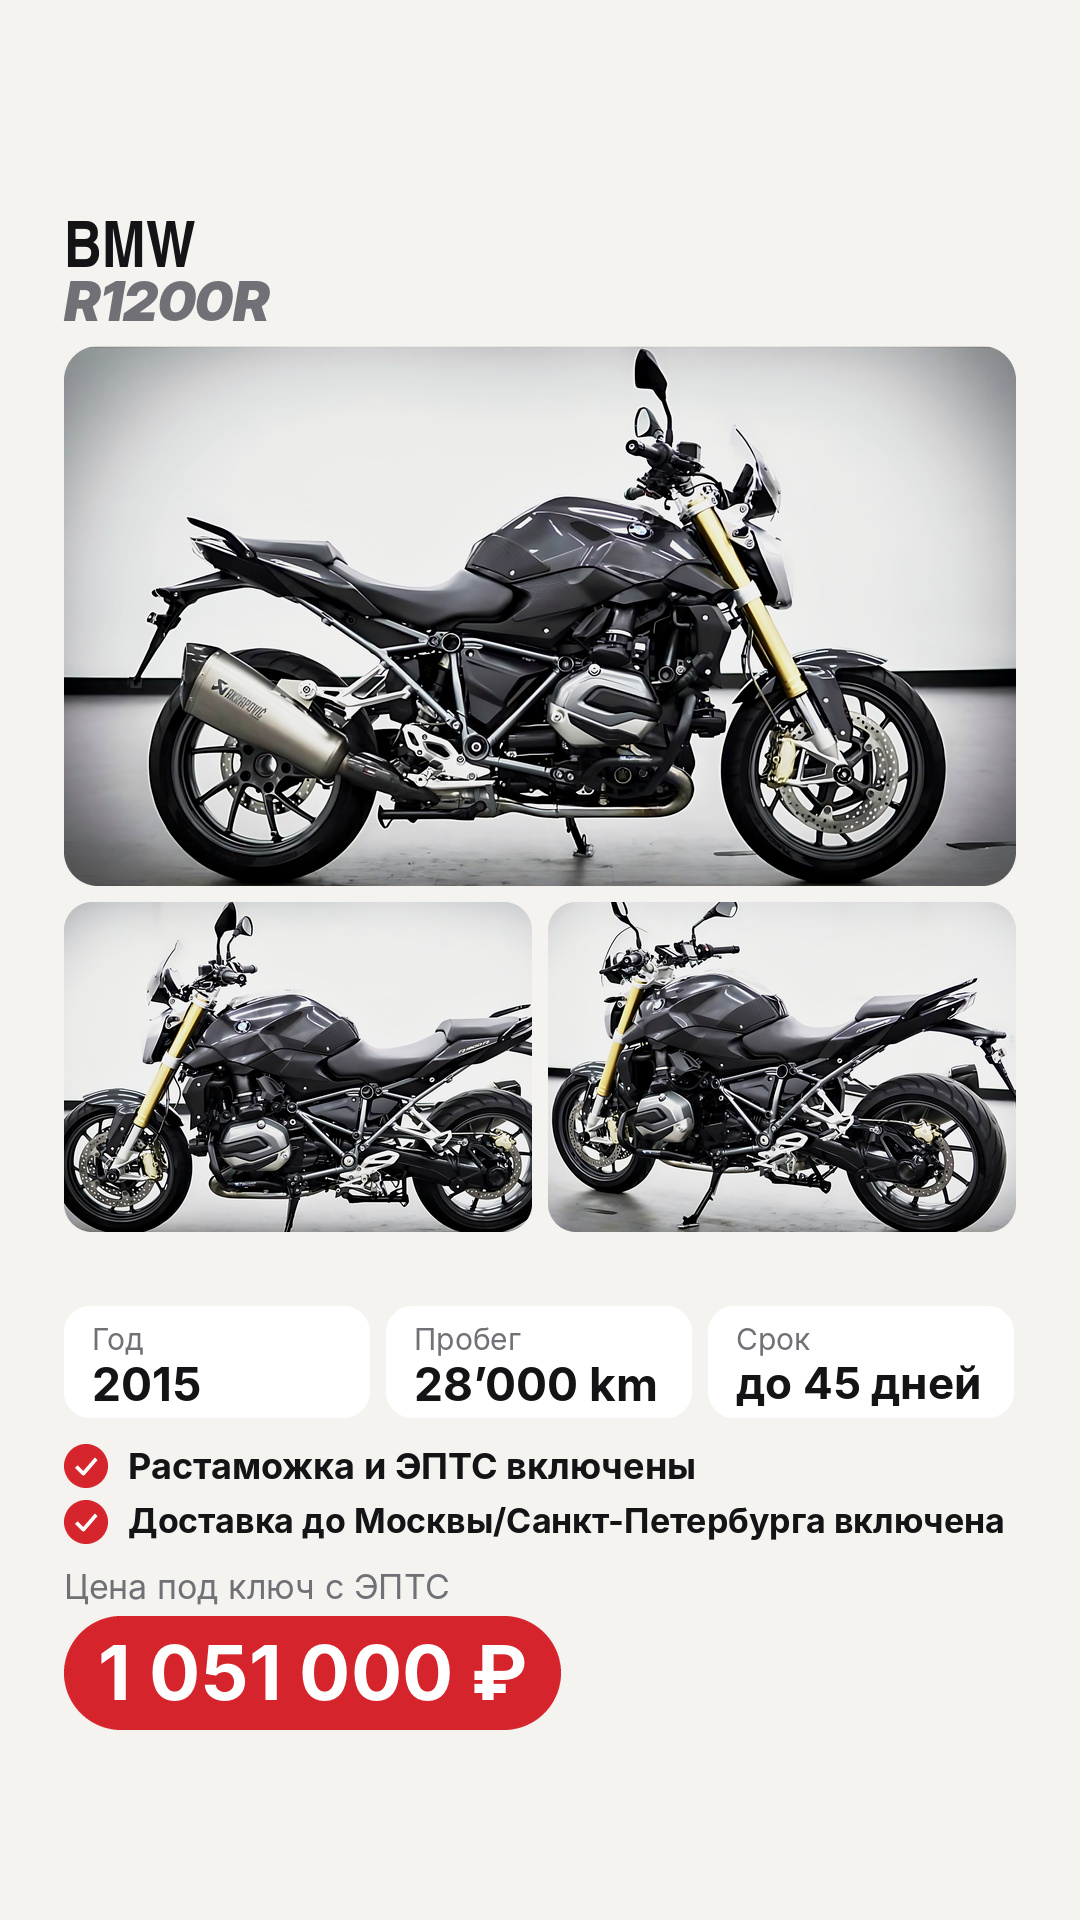 BMW
R1200R
AKRAPOVIČ
Год
2015
Пробег
28’000 km
Срок
до 45 дней
Растаможка и ЭПТС включены
Доставка до Москвы/Санкт-Петербурга включена
Цена под ключ с ЭПТС
1 051 000 ₽